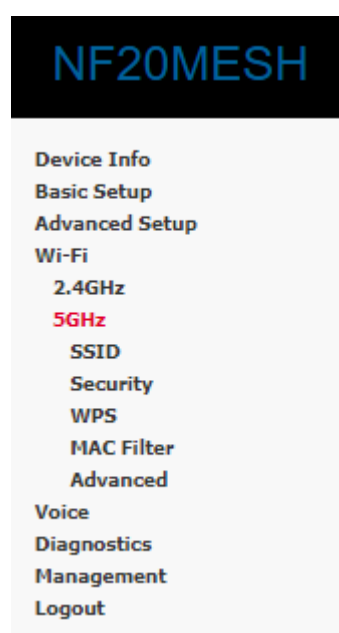 NF20MESH
Device Info
Basic Setup
Advanced Setup
Wi-Fi
2.4GHz
5GHz
SSID
Security
WPS
MAC Filter
Advanced
Voice
Diagnostics
Management
Logout